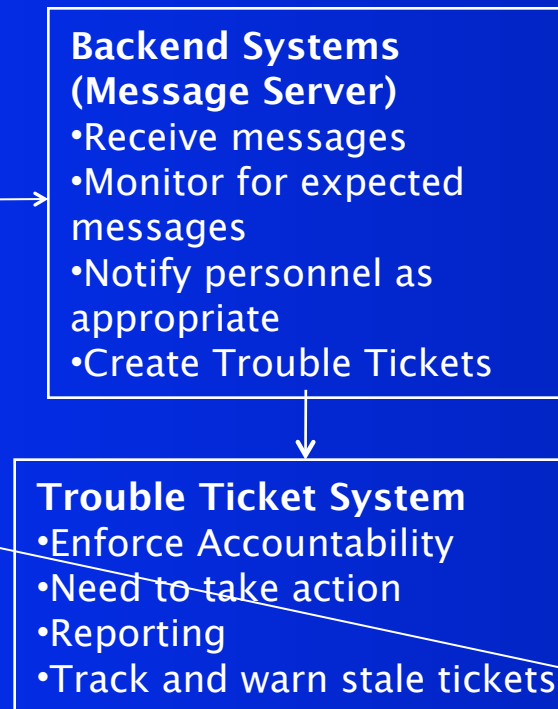 Backend Systems
(Message Server)
•Receive messages
•Monitor for expected
messages
•Notify personnel as
appropriate
•Create Trouble Tickets
Trouble Ticket System
•Enforce Accountability
•Need to take action
•Reporting
•Track and warn stale tickets